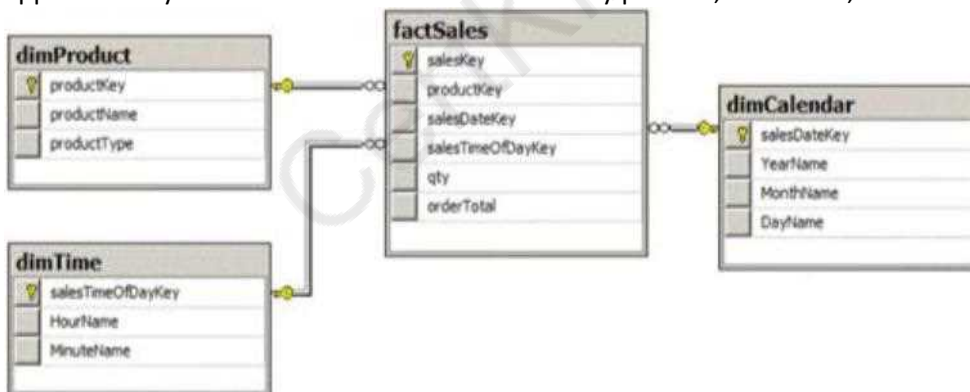 factSales
salesKey
productKey
salesDateKey
salesTimeOfDayKey
qty
orderTotal
dimProduct
productKey
productName
productType
dimCalendar
salesDateKey
YearName
MonthName
DayName
dimTime
salesTimeOfDayKey
HourName
MinuteName